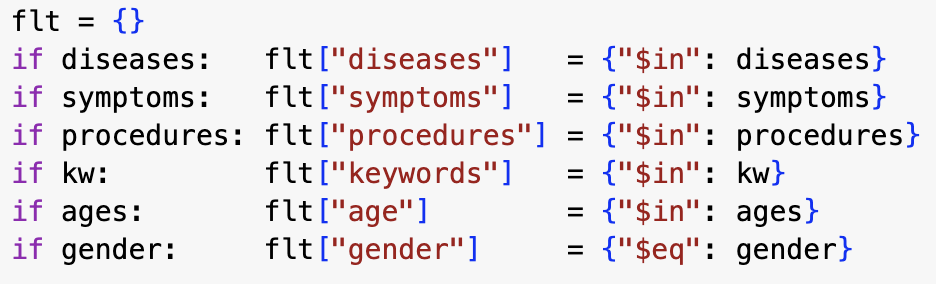 flt = {}
if diseases:   flt["diseases"]   = {"$in": diseases}
if symptoms:   flt["symptoms"]   = {"$in": symptoms}
if procedures: flt["procedures"] = {"$in": procedures}
if kw:         flt["keywords"]   = {"$in": kw}
if ages:       flt["age"]        = {"$in": ages}
if gender:     flt["gender"]     = {"$eq": gender}